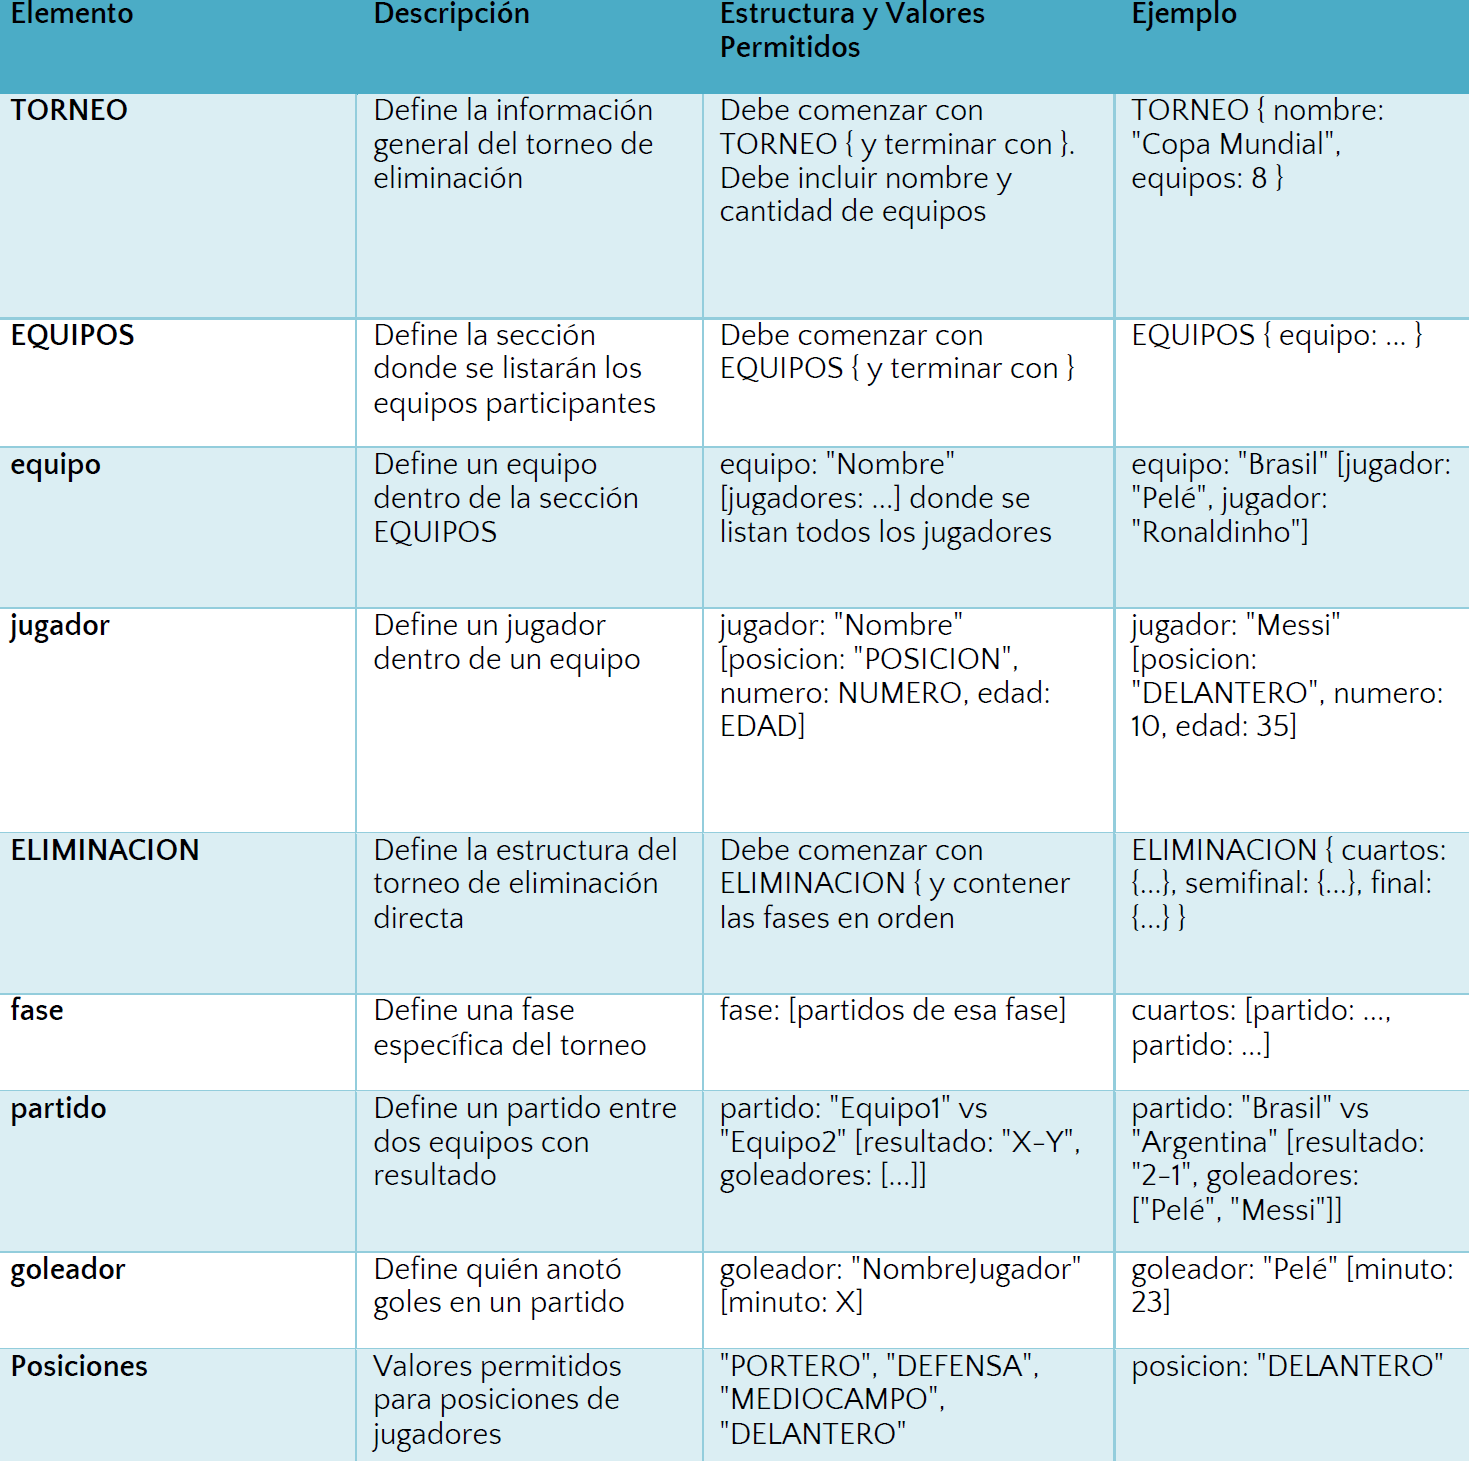 Elemento
Descripción
Estructura y Valores
Permitidos
Ejemplo
TORNEO
Define la información
general del torneo de
eliminación
Debe comenzar con
TORNEO { y terminar con }.
Debe incluir nombre y
cantidad de equipos
TORNEO { nombre:
"Copa Mundial",
equipos: 8 }
EQUIPOS
Define la sección
donde se listarán los
equipos participantes
Debe comenzar con
EQUIPOS { y terminar con }
EQUIPOS { equipo: ... }
equipo
Define un equipo
dentro de la sección
EQUIPOS
equipo: "Nombre"
[jugadores: ...] donde se
listan todos los jugadores
equipo: "Brasil" [jugador:
"Pelé", jugador:
"Ronaldinho"]
jugador
Define un jugador
dentro de un equipo
jugador: "Nombre"
[posicion: "POSICION",
numero: NUMERO, edad:
EDAD]
jugador: "Messi"
[posicion:
"DELANTERO", numero:
10, edad: 35]
ELIMINACION
Define la estructura del
torneo de eliminación
directa
Debe comenzar con
ELIMINACION { y contener
las fases en orden
ELIMINACION { cuartos:
{...}, semifinal: {...}, final:
{...} }
fase
Define una fase
específica del torneo
fase: [partidos de esa fase]
cuartos: [partido: ...,
partido: ...]
partido
Define un partido entre
dos equipos con
resultado
partido: "Equipo1" vs
"Equipo2" [resultado: "X-Y",
goleadores: [...]]
partido: "Brasil" vs
"Argentina" [resultado:
"2-1", goleadores:
["Pelé", "Messi"]]
goleador
Define quién anotó
goles en un partido
goleador: "NombreJugador"
[minuto: X]
goleador: "Pelé" [minuto:
23]
Posiciones
Valores permitidos
para posiciones de
jugadores
"PORTERO", "DEFENSA",
"MEDIOCAMPO",
"DELANTERO"
posicion: "DELANTERO"